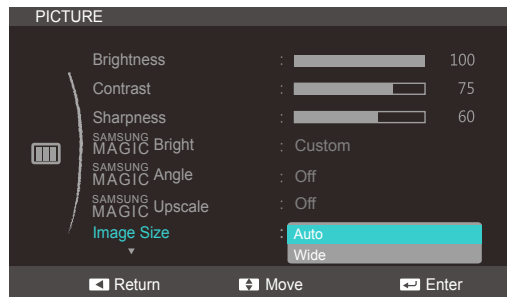 PICTURE
Brightness : 100
Contrast : 75
Sharpness : 60
SAMSUNG MAGIC Bright : Custom
SAMSUNG MAGIC Angle : Off
SAMSUNG MAGIC Upscale : Off
Image Size : Auto
Wide
Return Move Enter